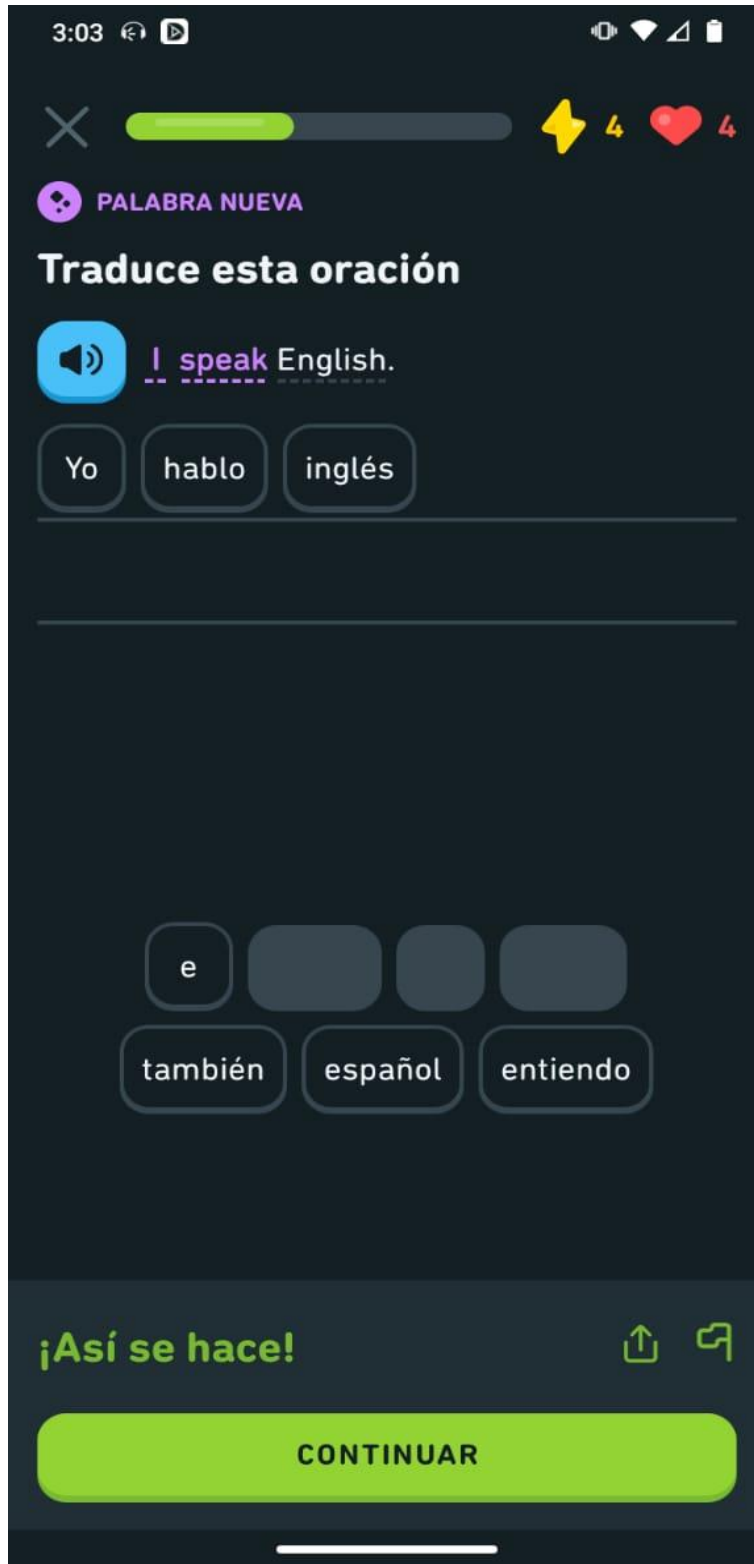 3:03
4 4
PALABRA NUEVA
Traduce esta oración
I speak English.
Yo hablo inglés
e
también español entiendo
¡Así se hace!
CONTINUAR